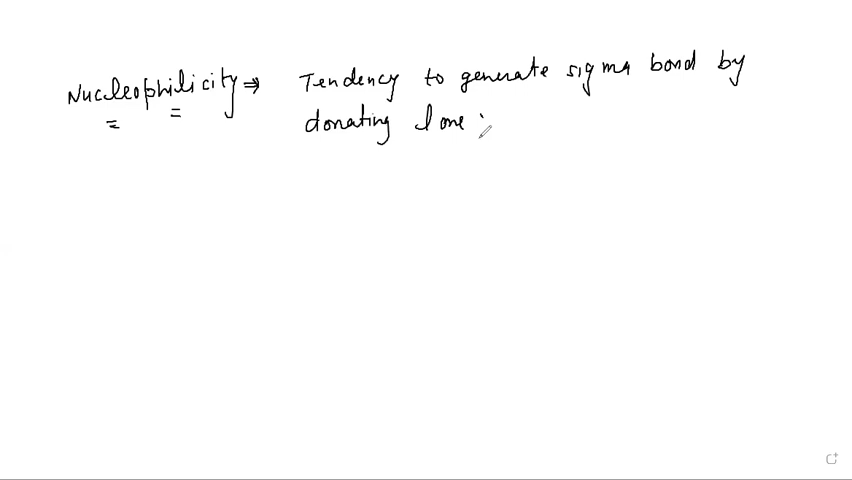 Nucleophilicity ⇒ Tendency to generate sigma bond by
donating lone